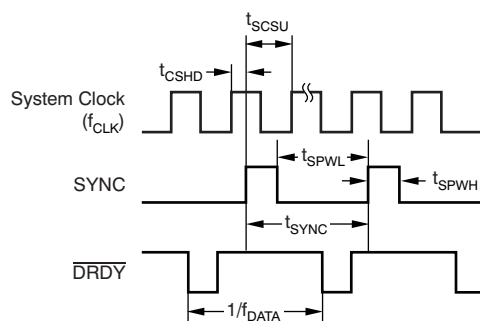 tSCSU
tCSHD
System Clock
(fCLK)
tSPWL
SYNC
tSPWH
tSYNC
DRDY
1/fDATA